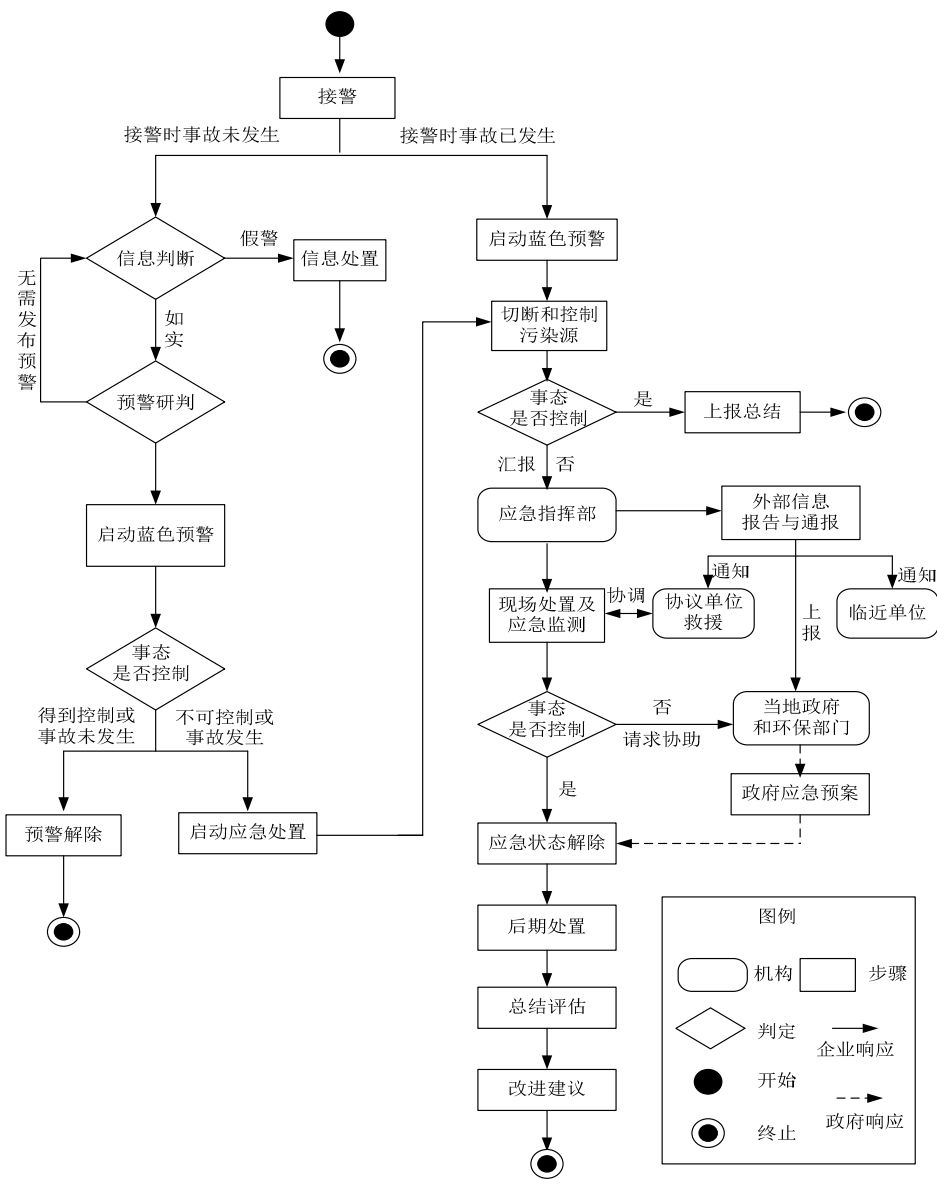 接警
接警时事故未发生
接警时事故已发生
启动蓝色预警
假警
信息判断
信息处置
无需发布预警
如实
切断和控制
污染源
预警研判
事态
是否控制
是
上报总结
汇报
否
应急指挥部
外部信息
报告与通报
启动蓝色预警
通知
通知
协调
现场处置及
应急监测
协议单位
救援
临近单位
上报
事态
是否控制
得到控制或
事故未发生
不可控制或
事故发生
事态
是否控制
否
请求协助
当地政府
和环保部门
是
政府应急预案
预警解除
启动应急处置
应急状态解除
后期处置
总结评估
改进建议
图例
机构
步骤
判定
企业响应
开始
政府响应
终止